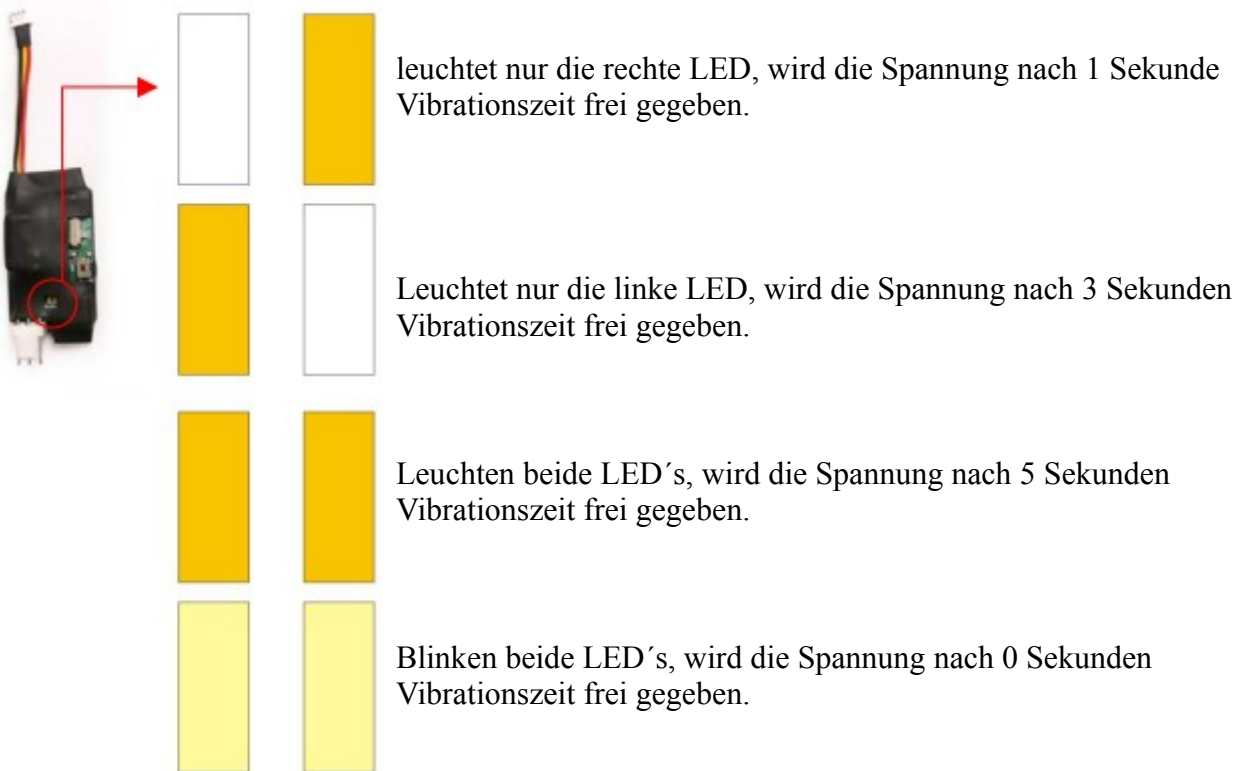 leuchtet nur die rechte LED, wird die Spannung nach 1 Sekunde
Vibrationszeit frei gegeben.
Leuchtet nur die linke LED, wird die Spannung nach 3 Sekunden
Vibrationszeit frei gegeben.
Leuchten beide LED´s, wird die Spannung nach 5 Sekunden
Vibrationszeit frei gegeben.
Blinken beide LED´s, wird die Spannung nach 0 Sekunden
Vibrationszeit frei gegeben.